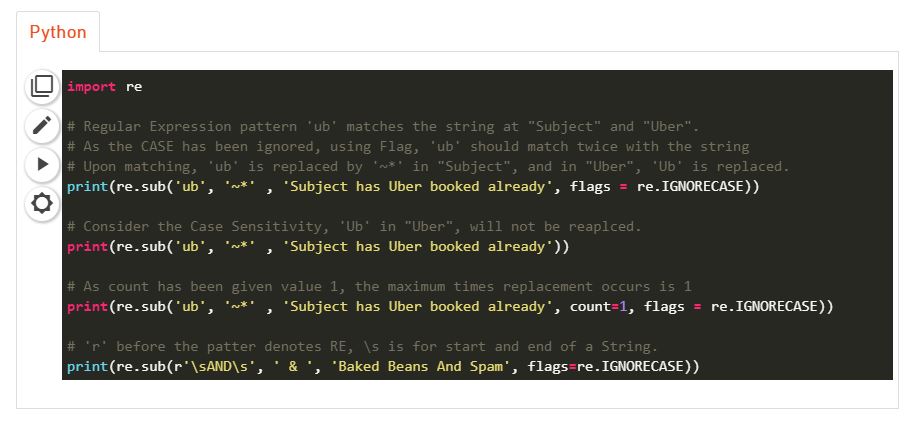 Python
import re
# Regular Expression pattern 'ub' matches the string at "Subject" and "Uber".
# As the CASE has been ignored, using Flag, 'ub' should match twice with the string
# Upon matching, 'ub' is replaced by '~*' in "Subject", and in "Uber", 'Ub' is replaced.
print(re.sub('ub', '~*' , 'Subject has Uber booked already', flags = re.IGNORECASE))
# Consider the Case Sensitivity, 'Ub' in "Uber", will not be reaplced.
print(re.sub('ub', '~*' , 'Subject has Uber booked already'))
# As count has been given value 1, the maximum times replacement occurs is 1
print(re.sub('ub', '~*' , 'Subject has Uber booked already', count=1, flags = re.IGNORECASE))
# 'r' before the patter denotes RE, \s is for start and end of a String.
print(re.sub(r'\sAND\s', ' & ', 'Baked Beans And Spam', flags=re.IGNORECASE))